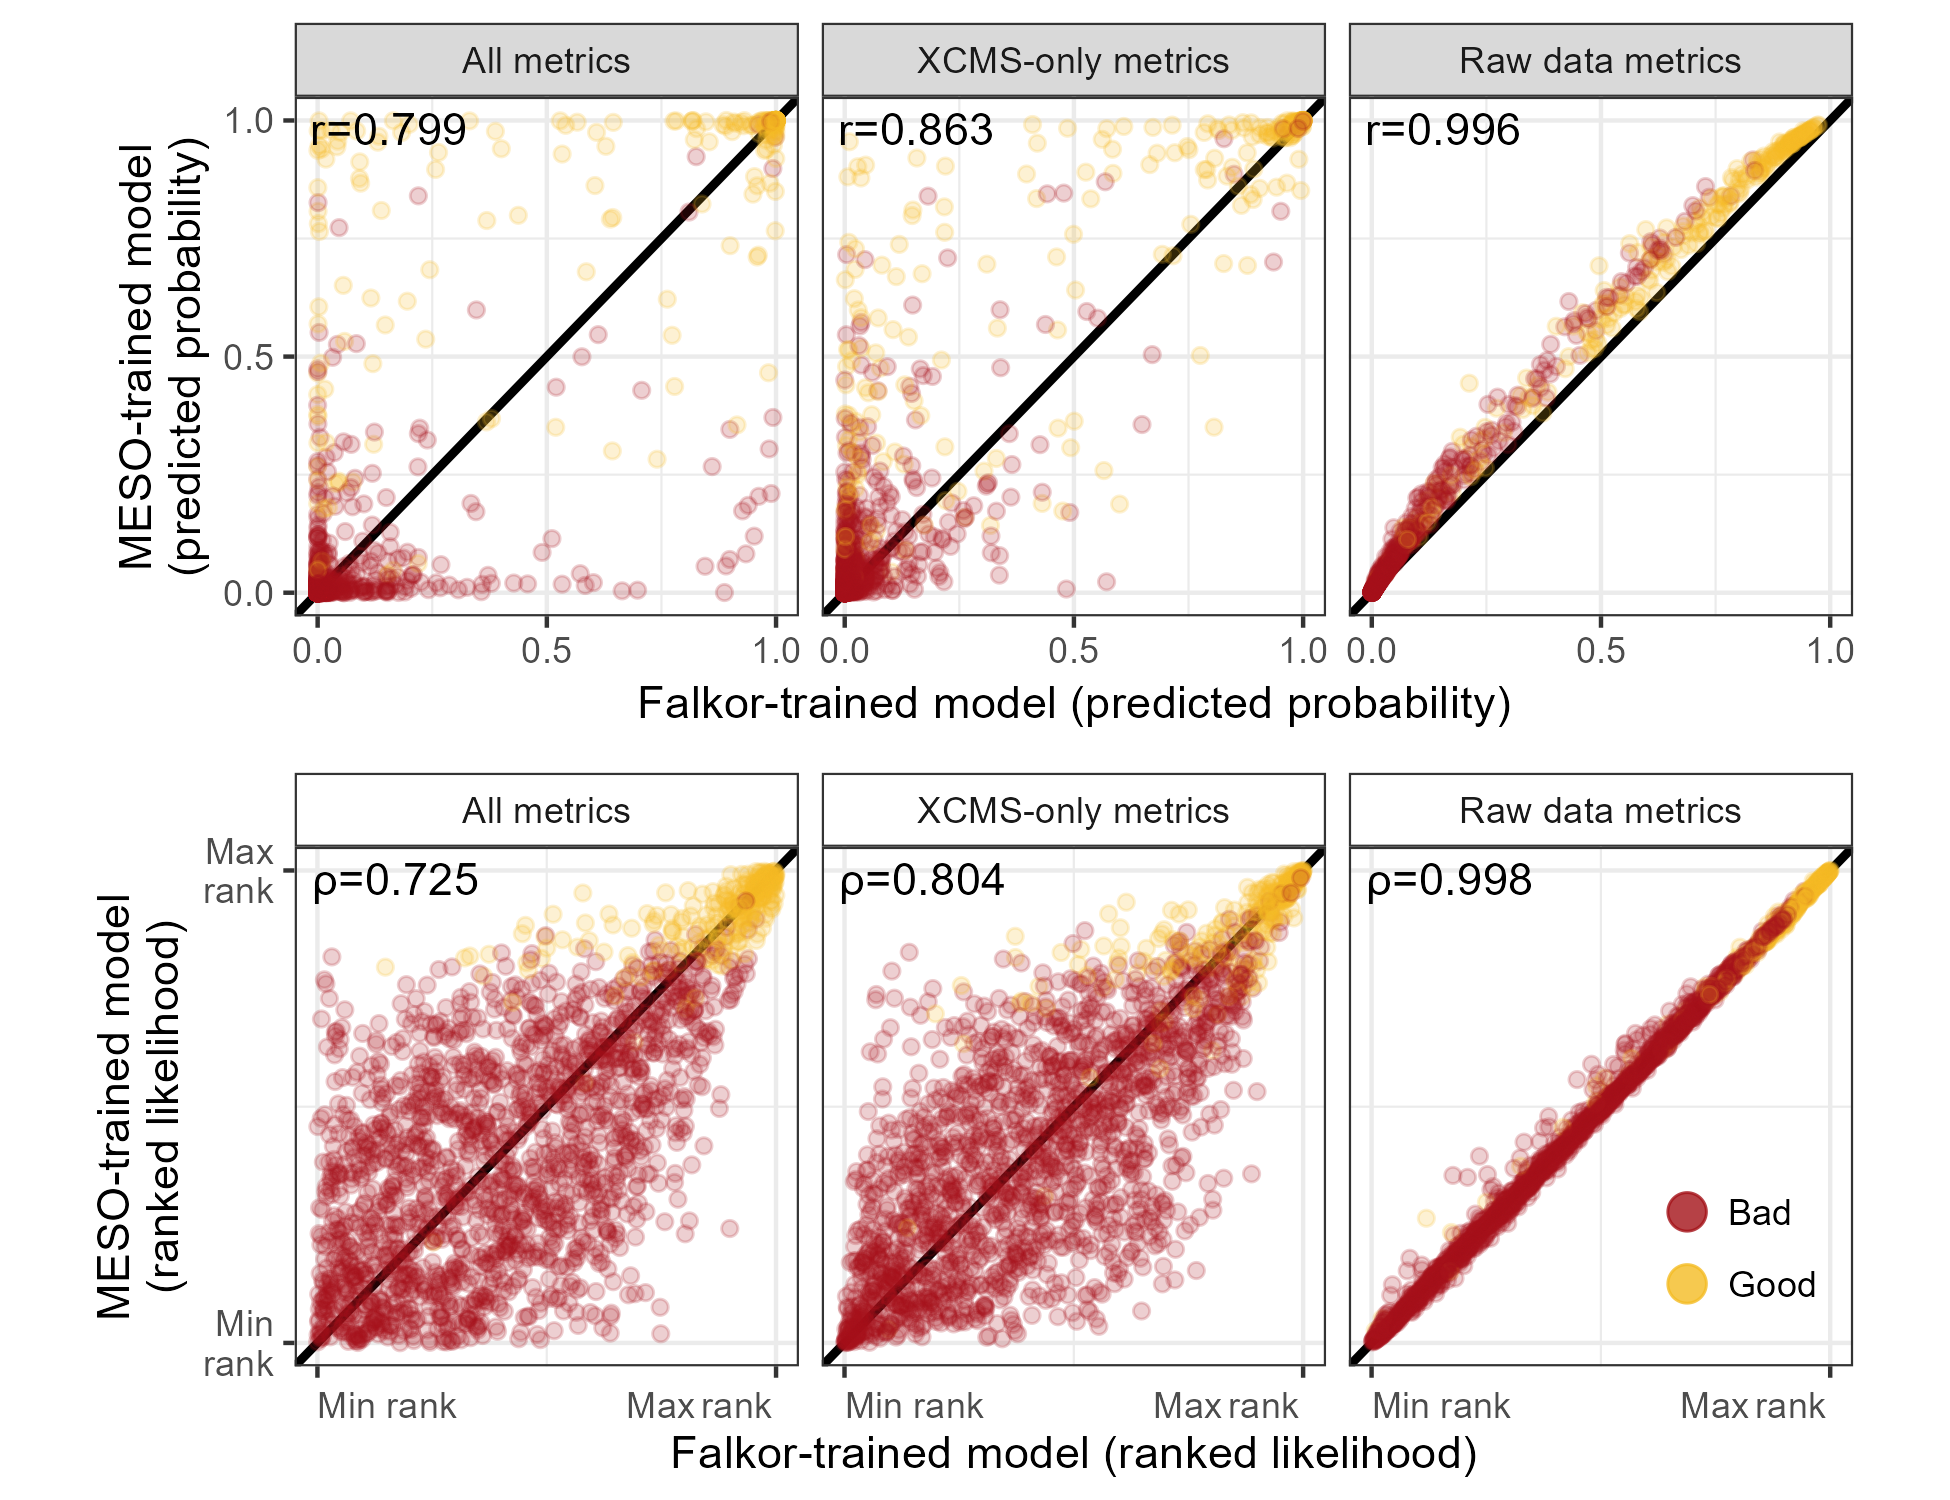 All metrics
XCMS-only metrics
Raw data metrics
r=0.799
r=0.863
r=0.996
MESO-trained model
(predicted probability)
1.0
0.5
0.0
0.0 0.5 1.0
0.0 0.5 1.0
0.0 0.5 1.0
Falkor-trained model (predicted probability)
All metrics
XCMS-only metrics
Raw data metrics
ρ=0.725
ρ=0.804
ρ=0.998
MESO-trained model
(ranked likelihood)
Max
rank
Min
rank
Bad
Good
Min rank Max rank
Min rank Max rank
Min rank Max rank
Falkor-trained model (ranked likelihood)